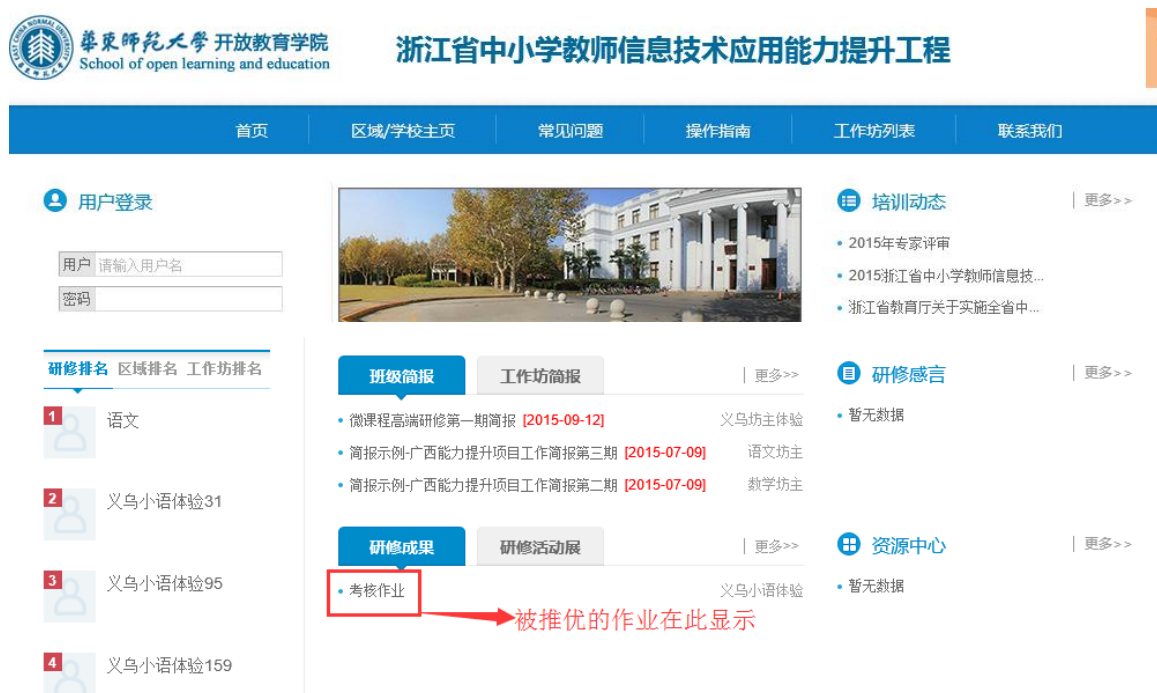 華東師範大學 开放教育学院
School of open learning and education
浙江省中小学教师信息技术应用能力提升工程
首页 区域/学校主页 常见问题 操作指南 工作坊列表 联系我们
用户登录
用户 请输入用户名
密码
培训动态 | 更多>>
• 2015年专家评审
• 2015浙江省中小学教师信息技...
• 浙江省教育厅关于实施全省中...
研修排名 区域排名 工作坊排名
1 语文
2 义乌小语体验31
3 义乌小语体验95
4 义乌小语体验159
班级简报 工作坊简报 | 更多>>
• 微课程高端研修第一期简报 [2015-09-12] 义乌坊主体验
• 简报示例-广西能力提升项目工作简报第三期 [2015-07-09] 语文坊主
• 简报示例-广西能力提升项目工作简报第二期 [2015-07-09] 数学坊主
研修感言 | 更多>>
• 暂无数据
研修成果 研修活动展 | 更多>>
• 考核作业 义乌小语体验
被推优的作业在此显示
资源中心 | 更多>>
• 暂无数据